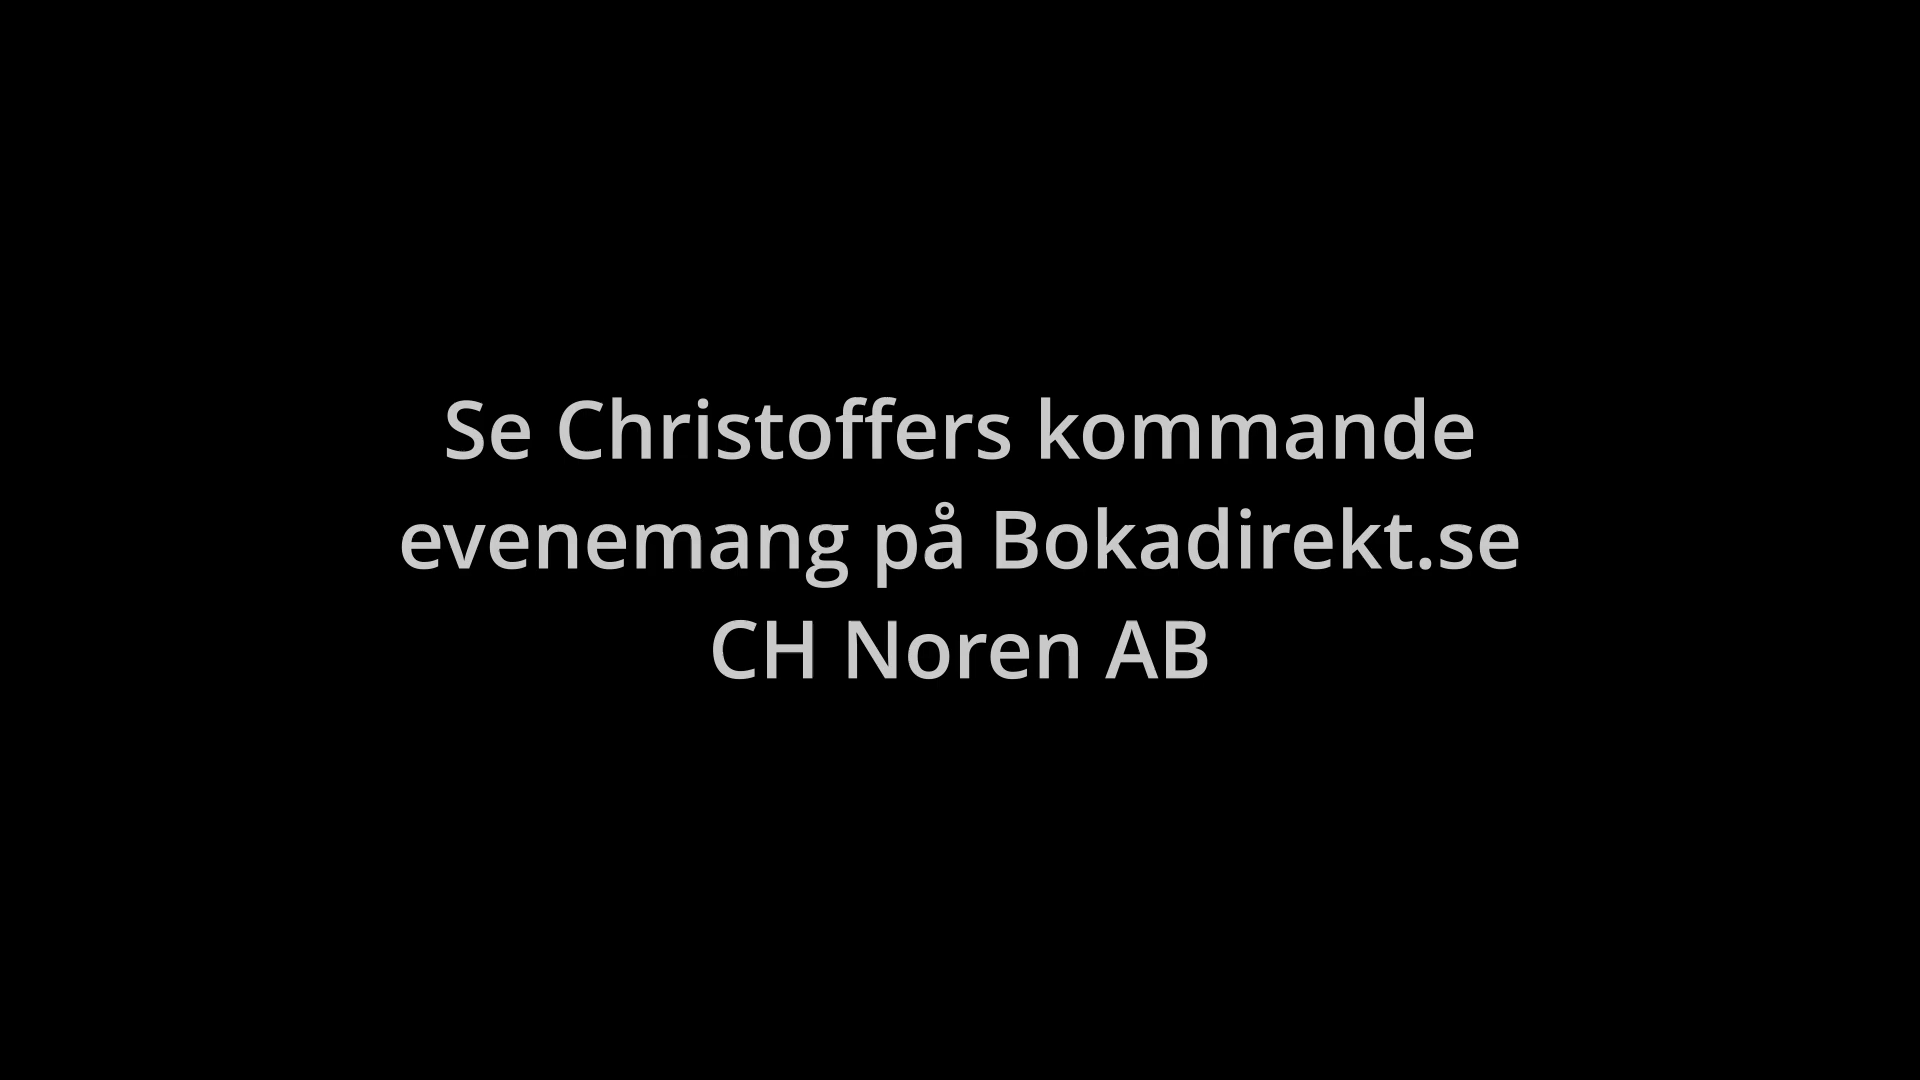 Se Christoffers kommande
evenemang på Bokadirekt.se
CH Noren AB